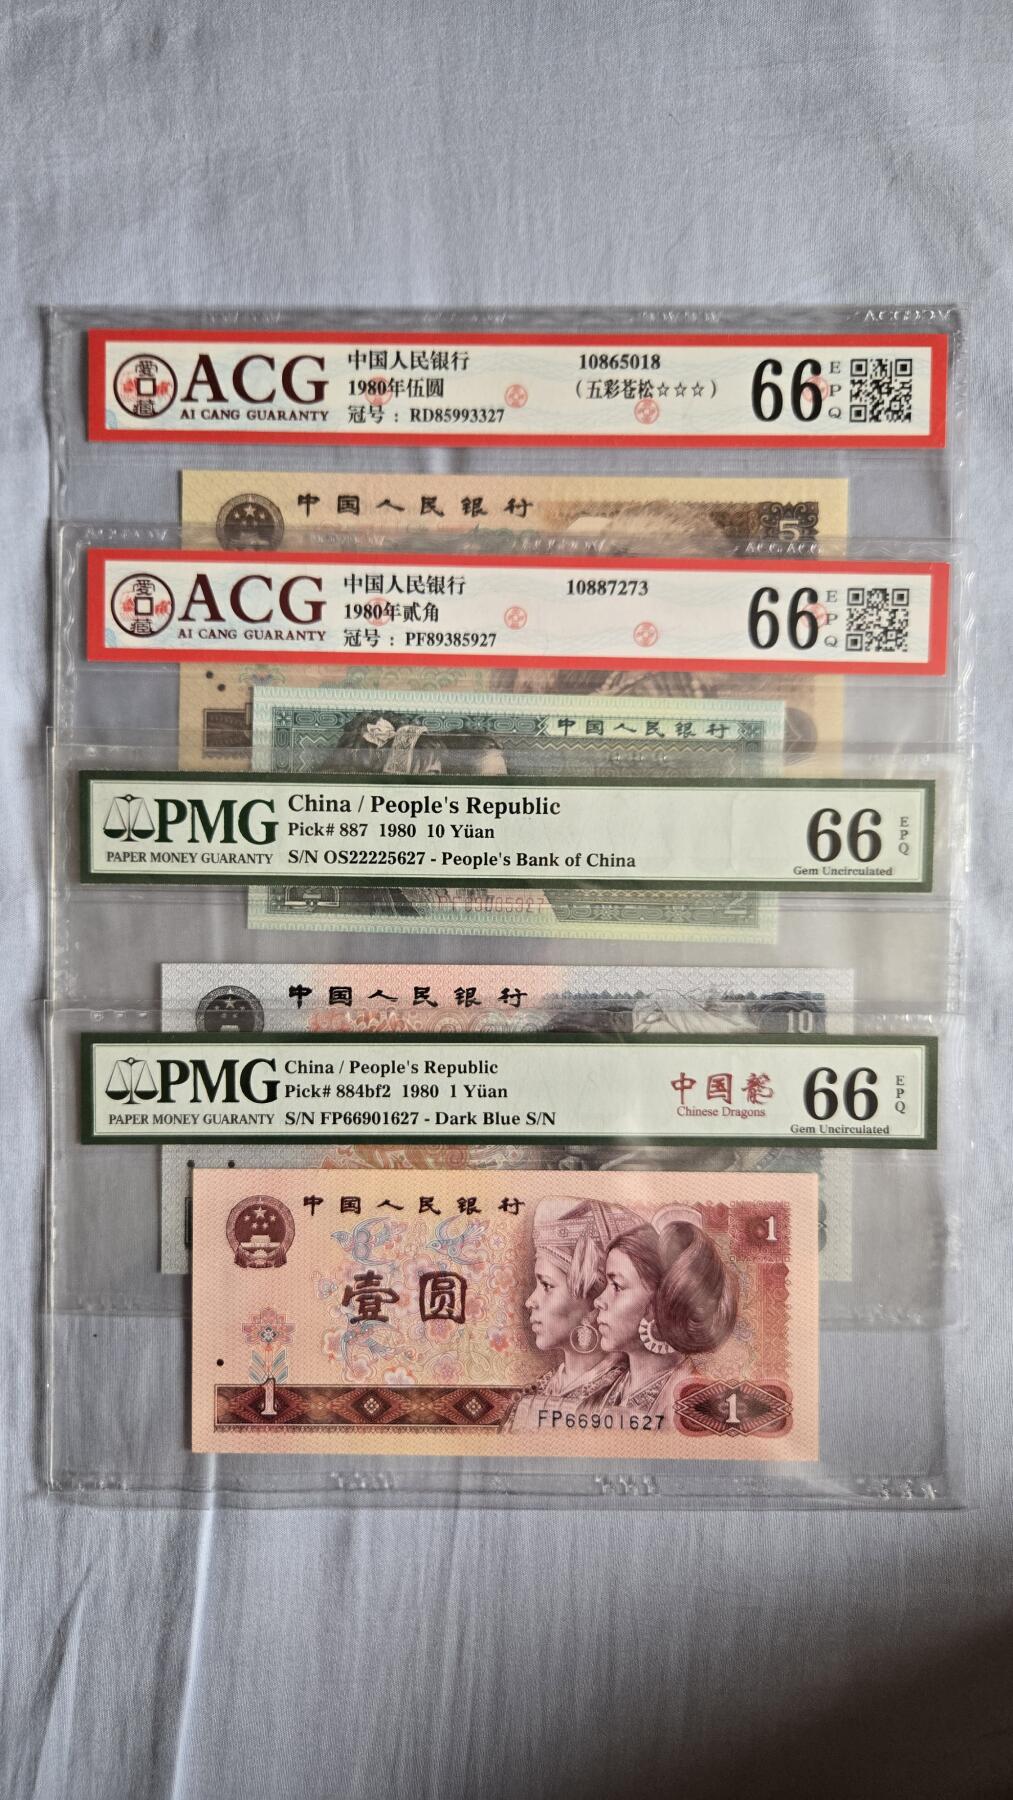 ACG
AI CANG GUARANTY
愛藏
中国人民银行
1980年伍圆
冠号：RD85993327
10865018
（五彩苍松☆☆☆）
66
EPQ
中国人民银行
5
ACG
AI CANG GUARANTY
愛藏
中国人民银行
1980年贰角
冠号：PF89385927
10887273
66
EPQ
中国人民银行
PMG
PAPER MONEY GUARANTY
China / People's Republic
Pick# 887 1980 10 Yüan
S/N OS22225627 - People's Bank of China
66
EPQ
Gem Uncirculated
中国人民银行
10
PMG
PAPER MONEY GUARANTY
China / People's Republic
Pick# 884bf2 1980 1 Yüan
S/N FP66901627 - Dark Blue S/N
中国龙
Chinese Dragons
66
EPQ
Gem Uncirculated
中国人民银行
1
壹圆
1
FP66901627
1